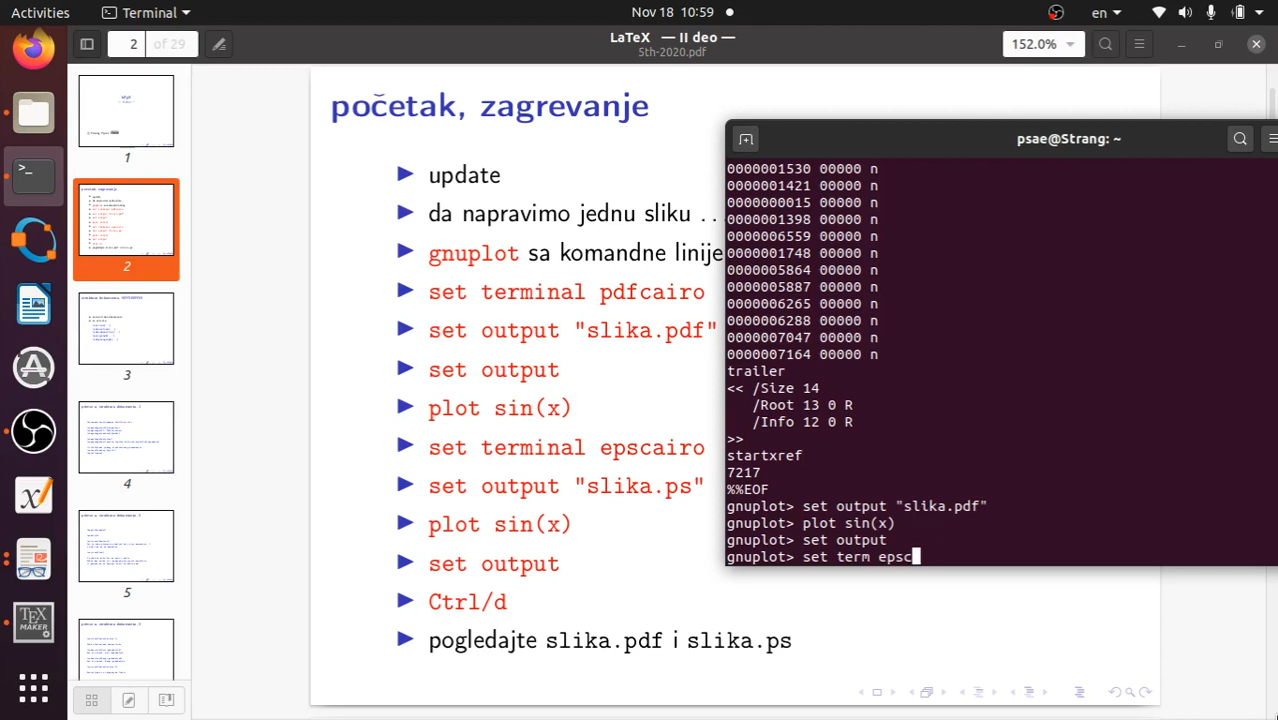 Activities
Terminal
Nov 18 10:59
en
2 of 29
LaTeX — II deo —
5th-2020.pdf
152.0%
1
2
3
4
5
početak, zagrevanje
update
da napravimo jednu sliku ...
gnuplot sa komandne linije
set terminal pdfcairo
set output "slika.pdf"
set output
plot sin(x)
set terminal epscairo
set output "slika.ps"
plot sin(x)
set output
Ctrl/d
pogledajte slika.pdf i slika.ps
psae@Strang: ~
0000001530 00000 n
0000001421 00000 n
0000000015 00000 n
0000001398 00000 n
0000001748 00000 n
0000005864 00000 n
0000005887 00000 n
0000006265 00000 n
0000007047 00000 n
0000007164 00000 n
trailer
<< /Size 14
/Root 13 0 R
/Info 12 0 R
>>
startxref
7217
%%EOF
gnuplot> set output "slika.pdf"
gnuplot> plot sin(x)
gnuplot> set output
gnuplot> set term epsc
TEX
MAKER